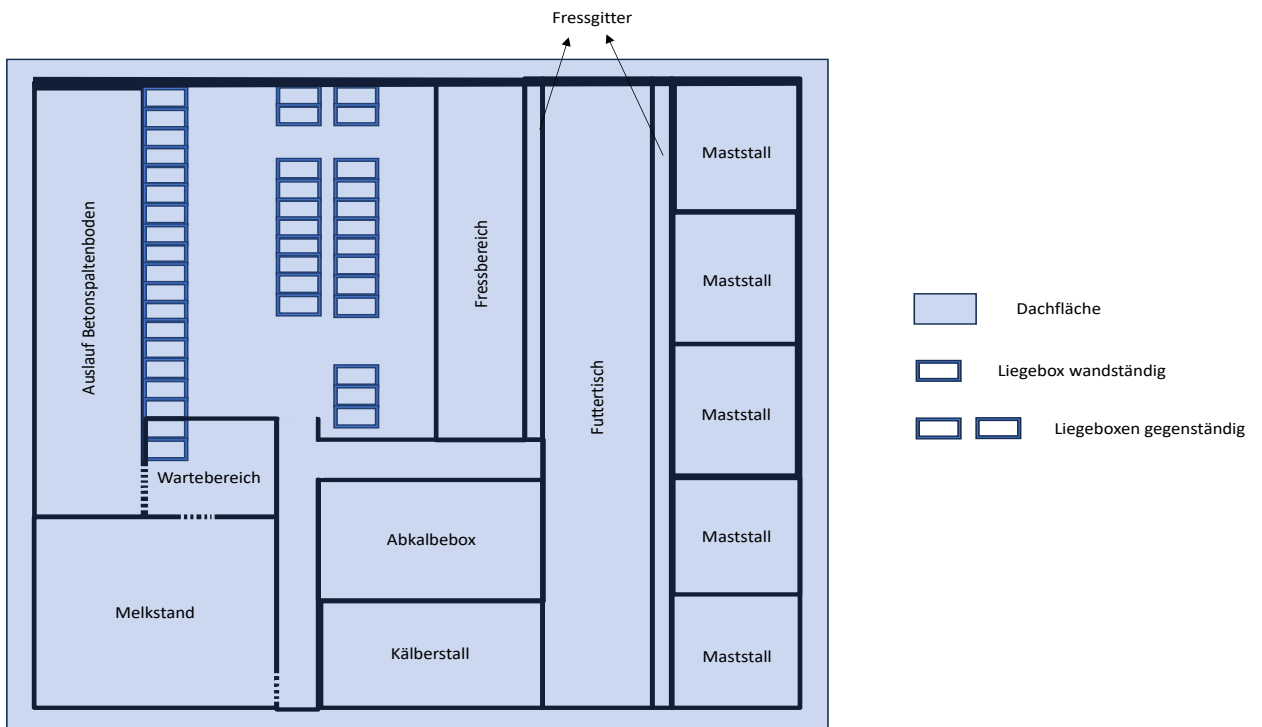 Fressgitter
Maststall
Maststall
Maststall
Maststall
Maststall
Auslauf Betonspaltenboden
Fressbereich
Futtertisch
Wartebereich
Abkalbebox
Melkstand
Kälberstall
Dachfläche
Liegebox wandständig
Liegeboxen gegenständig